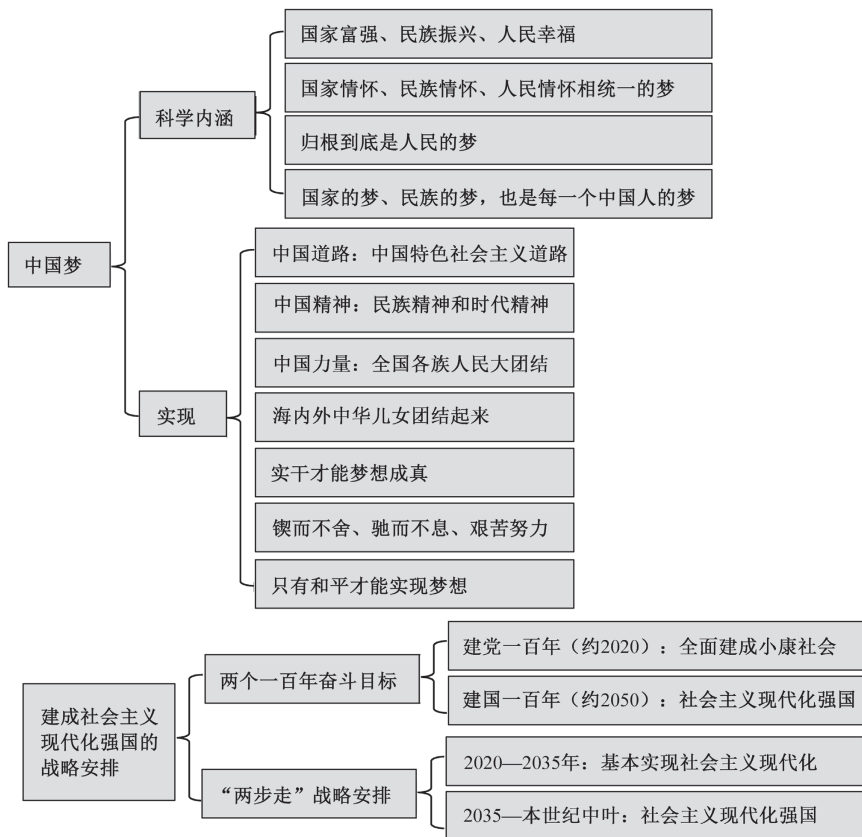 中国梦
科学内涵
国家富强、民族振兴、人民幸福
国家情怀、民族情怀、人民情怀相统一的梦
归根到底是人民的梦
国家的梦、民族的梦，也是每一个中国人的梦
实现
中国道路：中国特色社会主义道路
中国精神：民族精神和时代精神
中国力量：全国各族人民大团结
海内外中华儿女团结起来
实干才能梦想成真
锲而不舍、驰而不息、艰苦努力
只有和平才能实现梦想
建成社会主义
现代化强国的
战略安排
两个一百年奋斗目标
建党一百年（约2020）：全面建成小康社会
建国一百年（约2050）：社会主义现代化强国
“两步走”战略安排
2020—2035年：基本实现社会主义现代化
2035—本世纪中叶：社会主义现代化强国